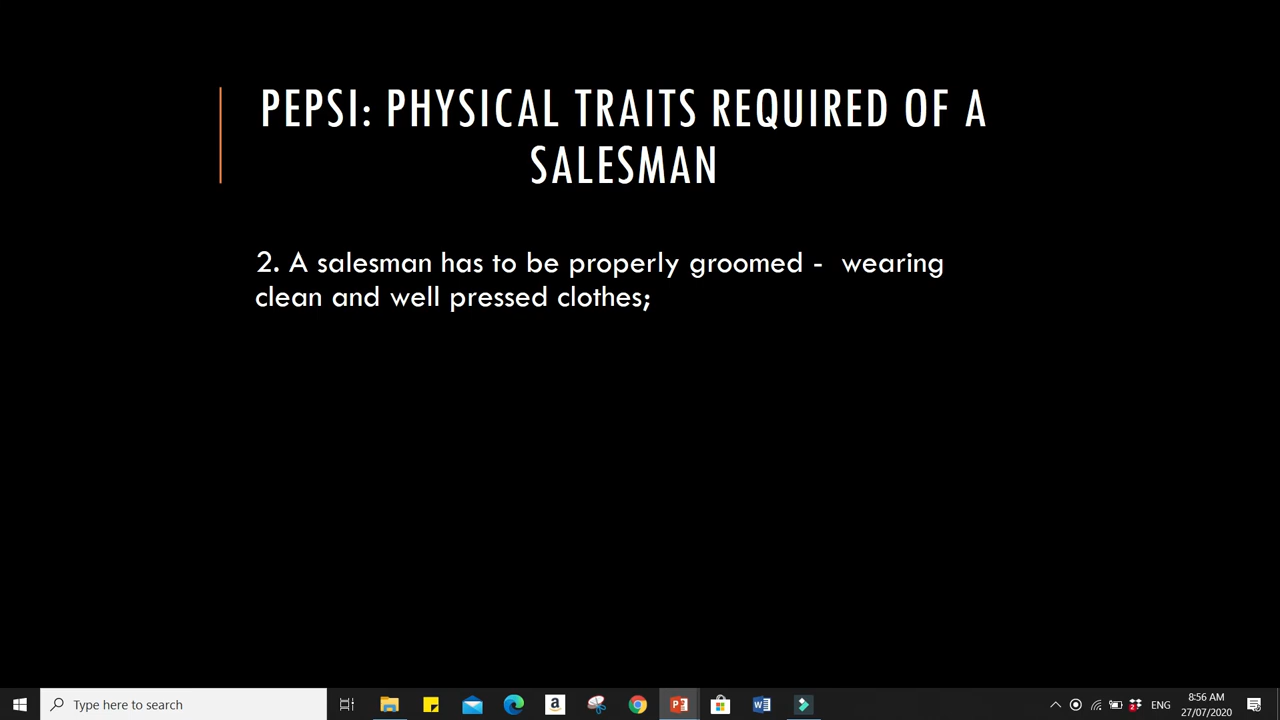 PEPSI: PHYSICAL TRAITS REQUIRED OF A
SALESMAN
2. A salesman has to be properly groomed -  wearing
clean and well pressed clothes;
Type here to search
a
P
W
2
ENG
8:56 AM
27/07/2020